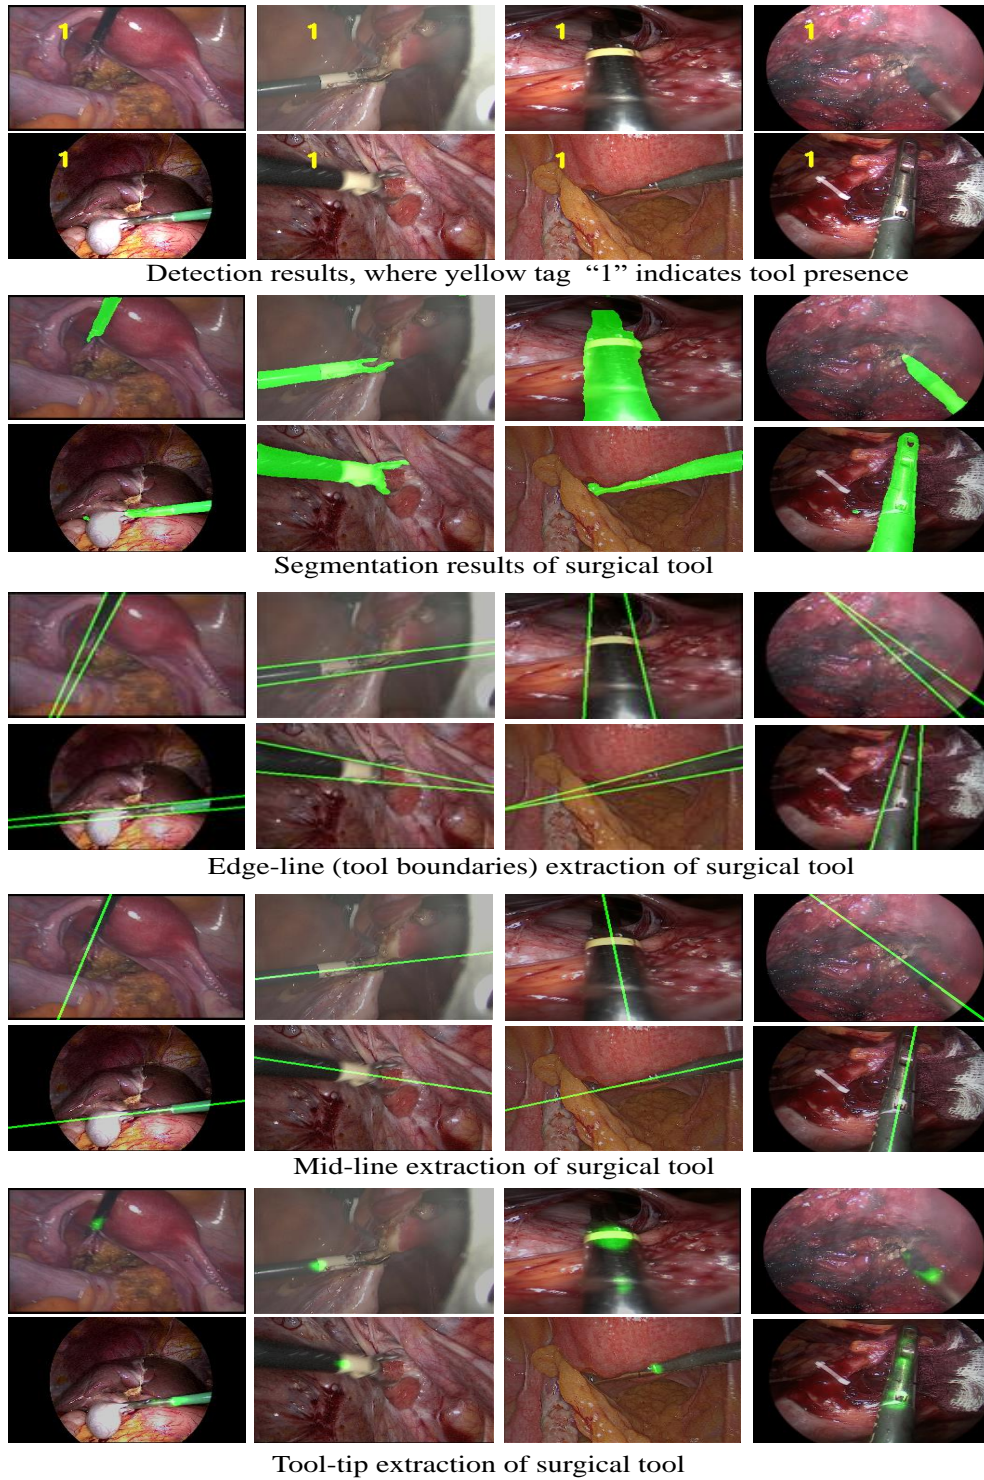 1 1 1 1
1 1 1
Detection results, where yellow tag “1” indicates tool presence
Segmentation results of surgical tool
Edge-line (tool boundaries) extraction of surgical tool
Mid-line extraction of surgical tool
Tool-tip extraction of surgical tool